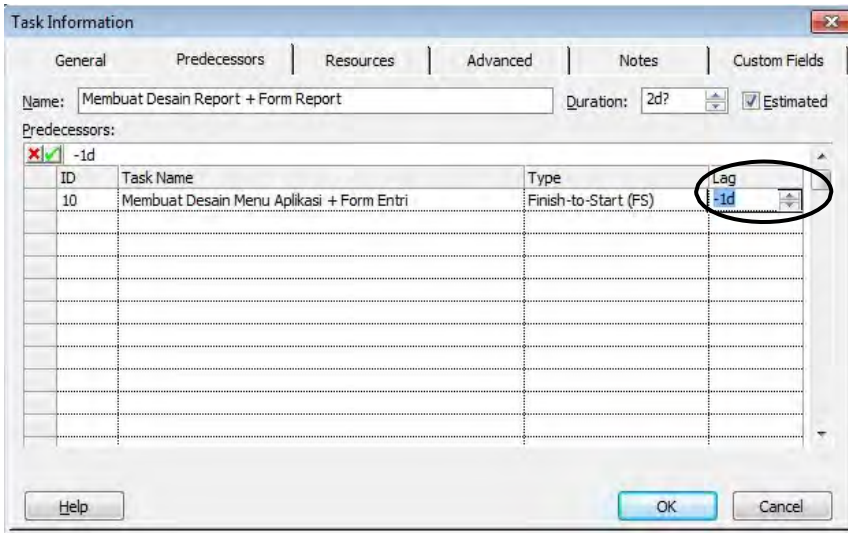 Task Information
General Predecessors Resources Advanced Notes Custom Fields
Name: Membuat Desain Report + Form Report Duration: 2d? Estimated
Predecessors:
-1d
ID Task Name Type Lag
10 Membuat Desain Menu Aplikasi + Form Entri Finish-to-Start (FS) -1d
Help OK Cancel